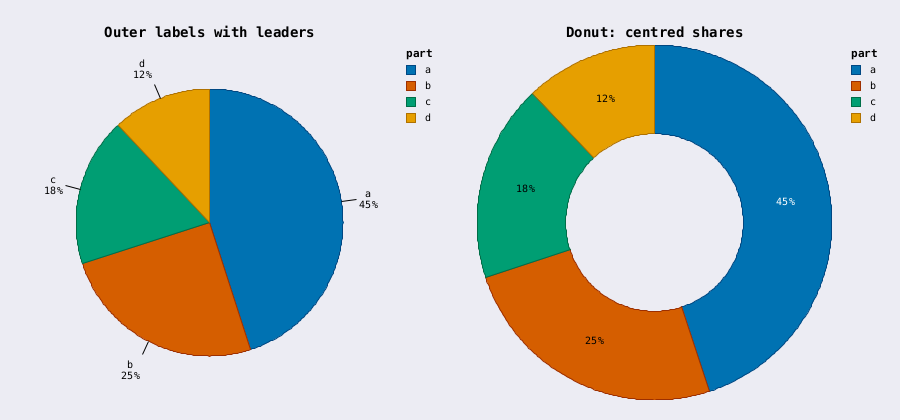 Outer labels with leaders
part
a
b
c
d
d
12%
c
18%
a
45%
b
25%
Donut: centred shares
part
a
b
c
d
12%
18%
45%
25%